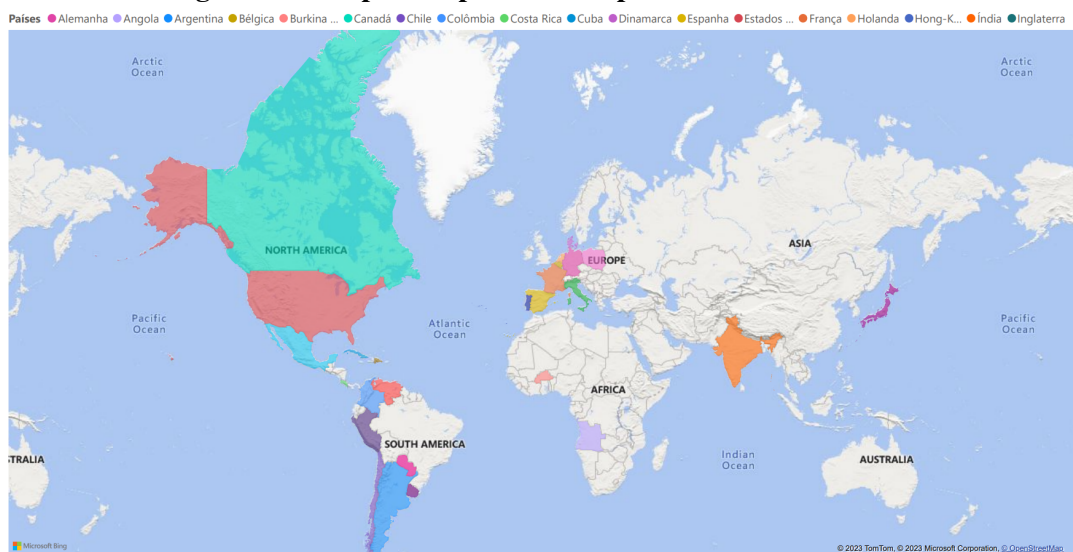 Países Alemanha Angola Argentina Bélgica Burkina ... Canadá Chile Colômbia Costa Rica Cuba Dinamarca Espanha Estados ... França Holanda Hong-K... Índia Inglaterra
Arctic
Ocean
Arctic
Ocean
NORTH AMERICA
EUROPE
ASIA
Pacific
Ocean
Atlantic
Ocean
Pacific
Ocean
AFRICA
SOUTH AMERICA
Indian
Ocean
TRALIA
AUSTRALIA
Microsoft Bing
© 2023 TomTom, © 2023 Microsoft Corporation, © OpenStreetMap